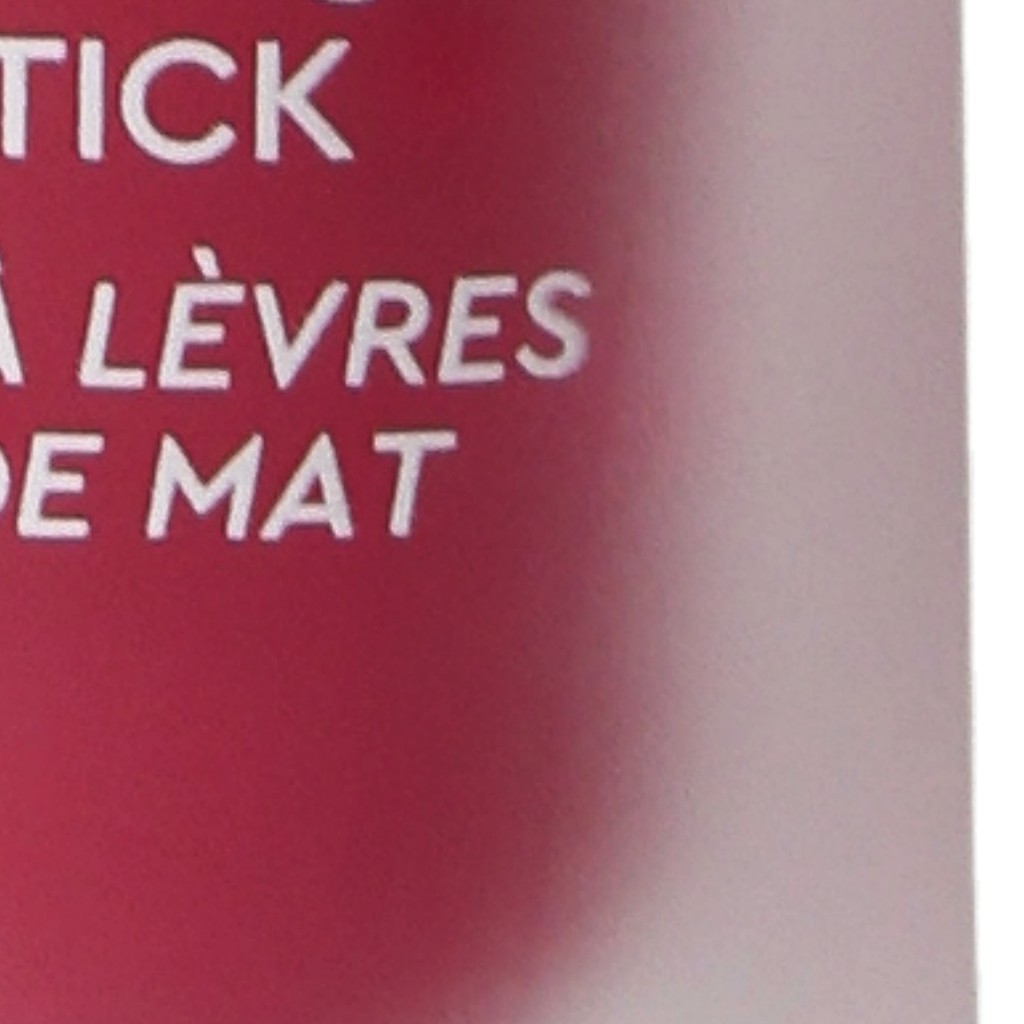 TICK
À LÈVRES
DE MAT